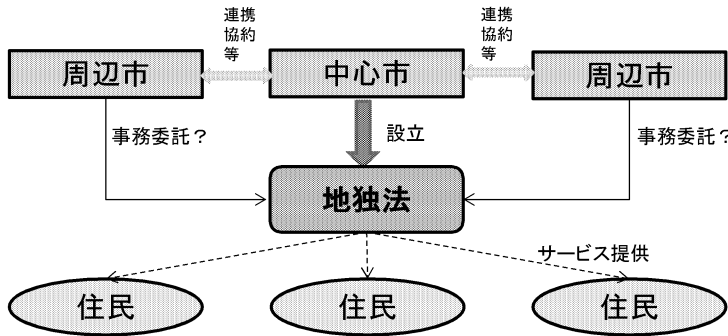 連携
協約
等
連携
協約
等
周辺市
中心市
周辺市
事務委託？
設立
事務委託？
地独法
サービス提供
住民
住民
住民